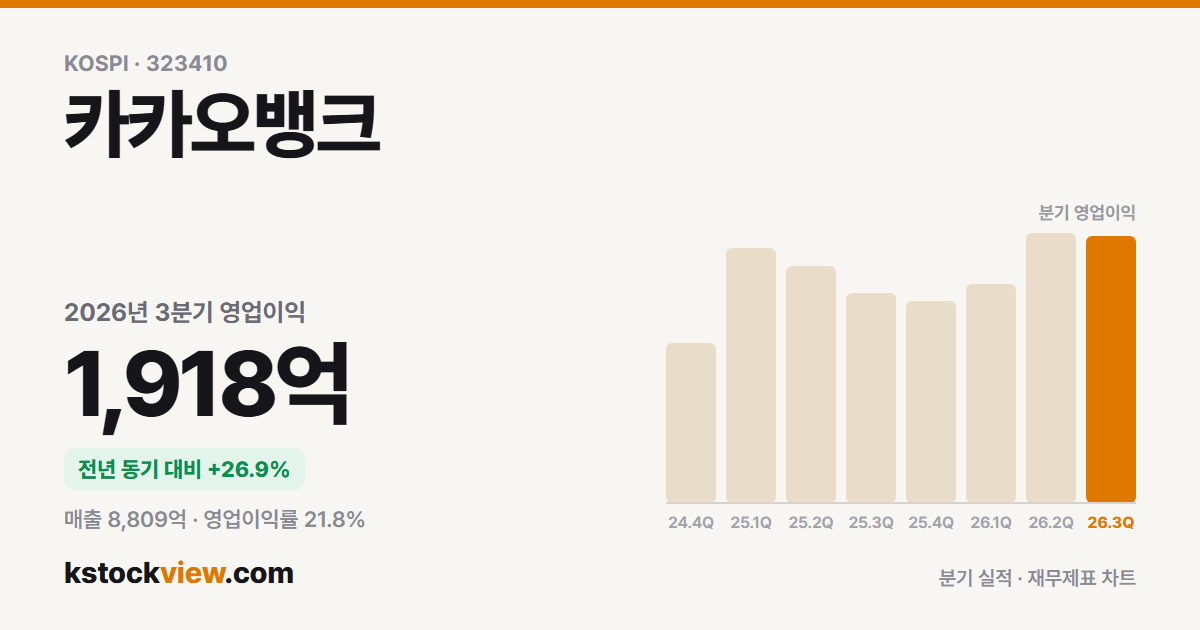 KOSPI · 323410
카카오뱅크
2026년 3분기 영업이익
1,918억
전년 동기 대비 +26.9%
매출 8,809억 · 영업이익률 21.8%
kstockview.com
분기 영업이익
24.4Q 25.1Q 25.2Q 25.3Q 25.4Q 26.1Q 26.2Q 26.3Q
분기 실적 · 재무제표 차트